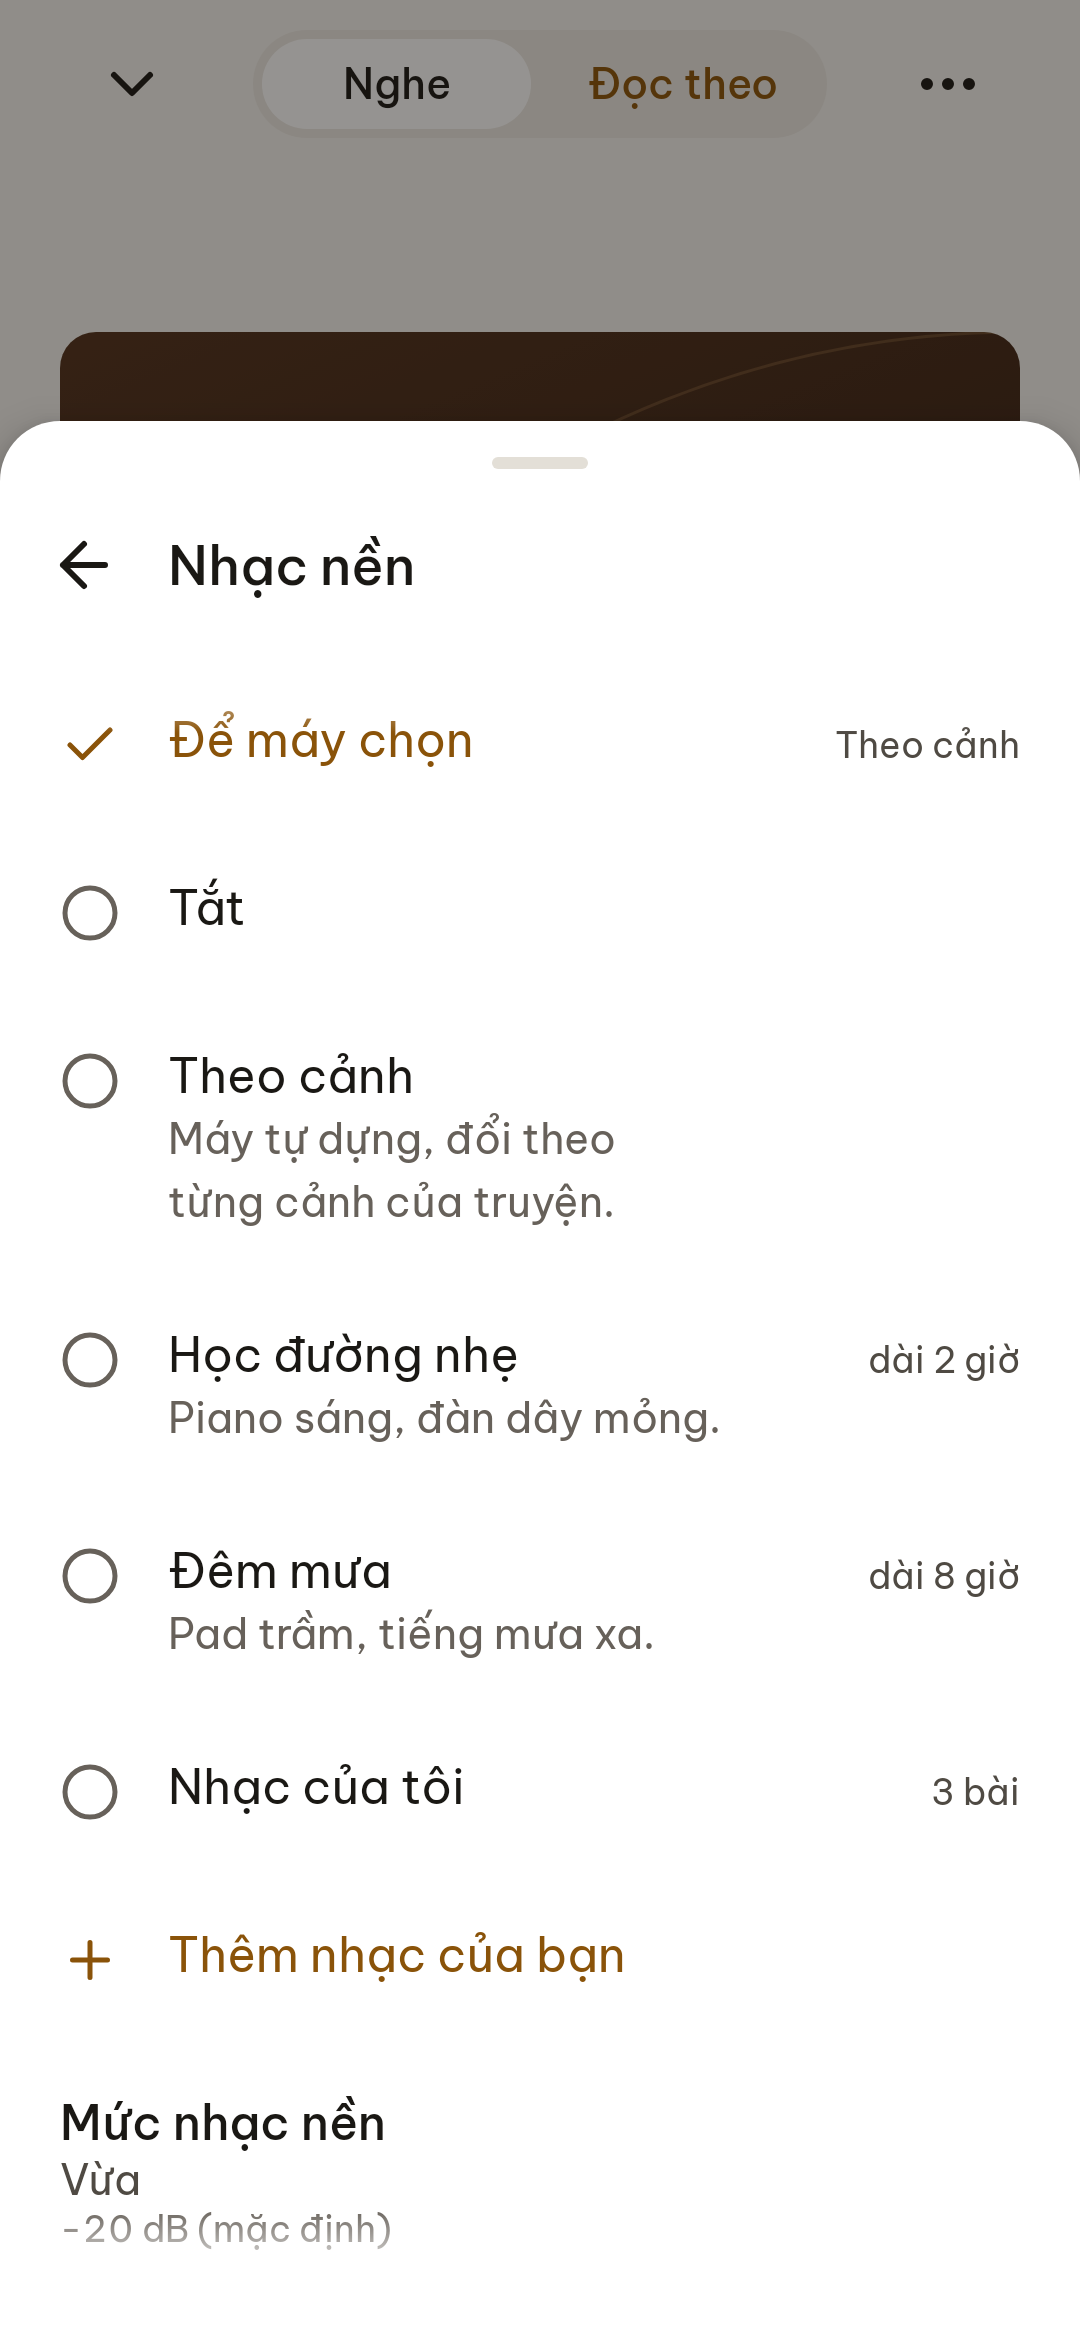 Nghe
Đọc theo
Nhạc nền
Để máy chọn
Theo cảnh
Tắt
Theo cảnh
Máy tự dựng, đổi theo
từng cảnh của truyện.
Học đường nhẹ
dài 2 giờ
Piano sáng, đàn dây mỏng.
Đêm mưa
dài 8 giờ
Pad trầm, tiếng mưa xa.
Nhạc của tôi
3 bài
Thêm nhạc của bạn
Mức nhạc nền
Vừa
-20 dB (mặc định)